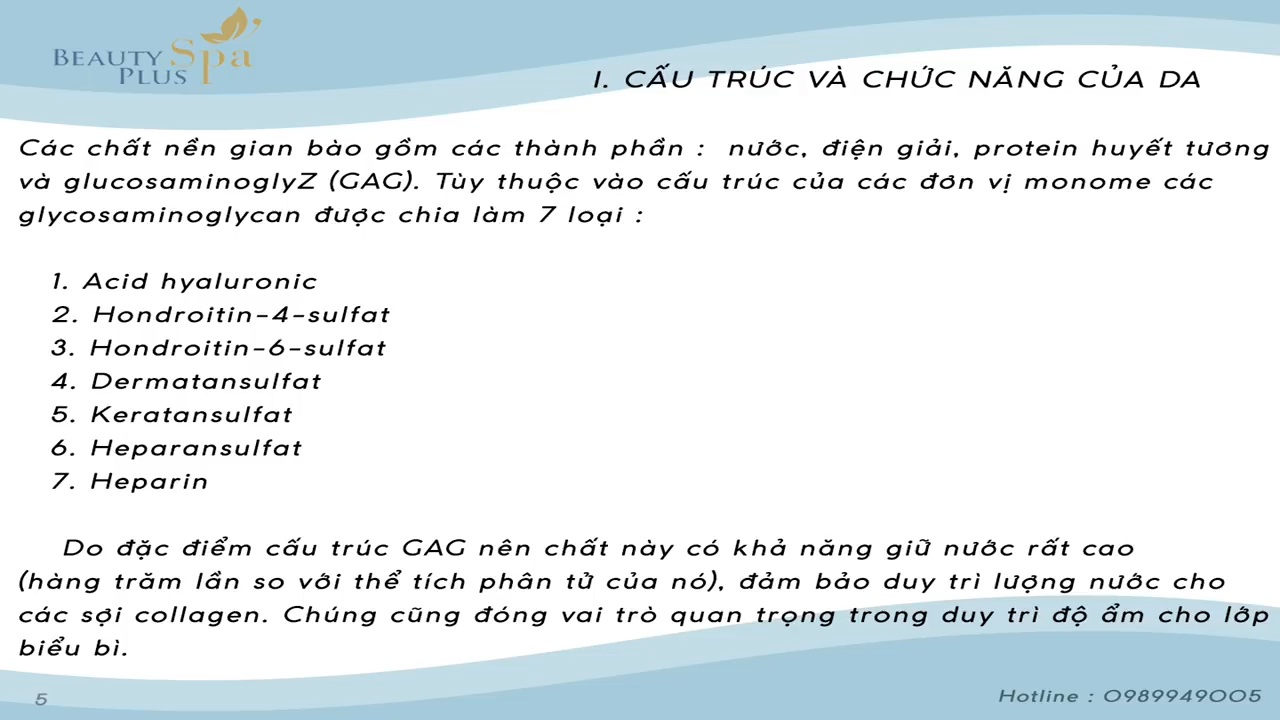 BEAUTY Spa
PLUS
I. CẤU TRÚC VÀ CHỨC NĂNG CỦA DA
Các chất nền gian bào gồm các thành phần : nước, điện giải, protein huyết tương
và glucosaminoglyZ (GAG). Tùy thuộc vào cấu trúc của các đơn vị monome các
glycosaminoglycan được chia làm 7 loại :
1. Acid hyaluronic
2. Hondroitin-4-sulfat
3. Hondroitin-6-sulfat
4. Dermatansulfat
5. Keratansulfat
6. Heparansulfat
7. Heparin
Do đặc điểm cấu trúc GAG nên chất này có khả năng giữ nước rất cao
(hàng trăm lần so với thể tích phân tử của nó), đảm bảo duy trì lượng nước cho
các sợi collagen. Chúng cũng đóng vai trò quan trọng trong duy trì độ ẩm cho lớp
biểu bì.
5
Hotline : 0989949005